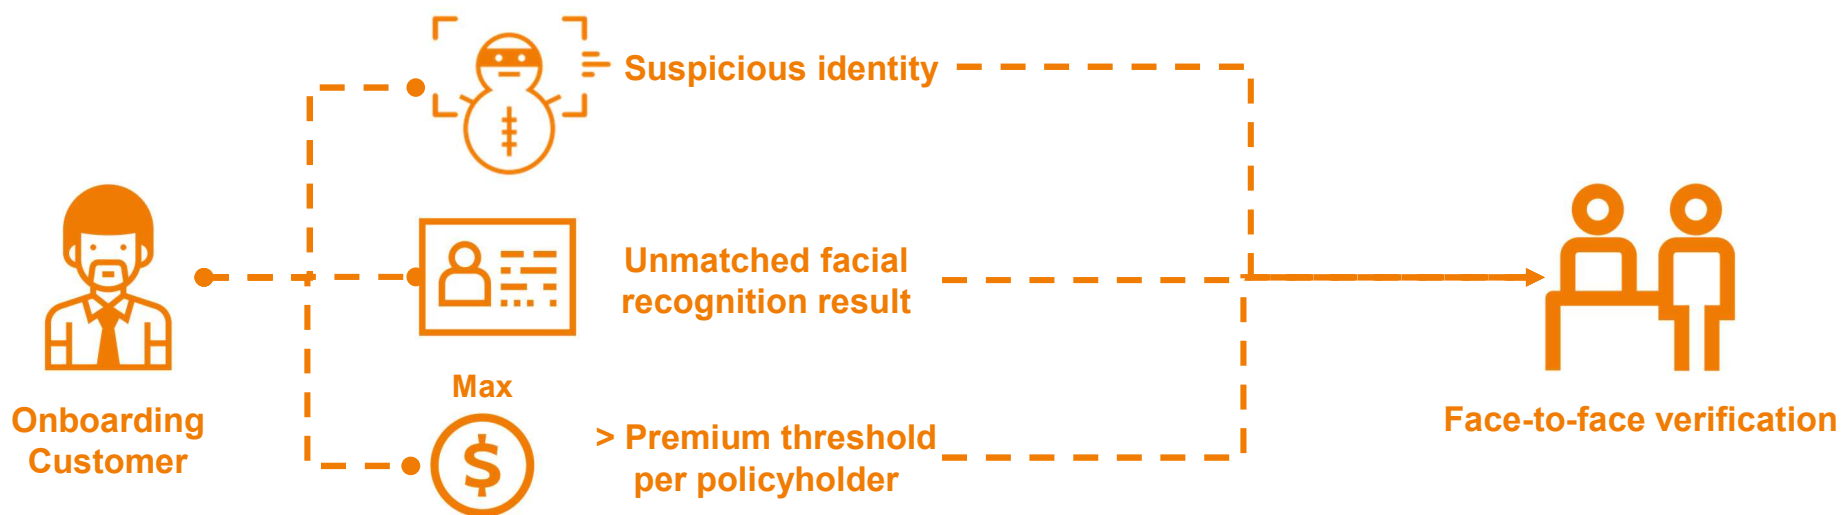 Suspicious identity
Unmatched facial
recognition result
Max
$
> Premium threshold
per policyholder
Onboarding
Customer
Face-to-face verification